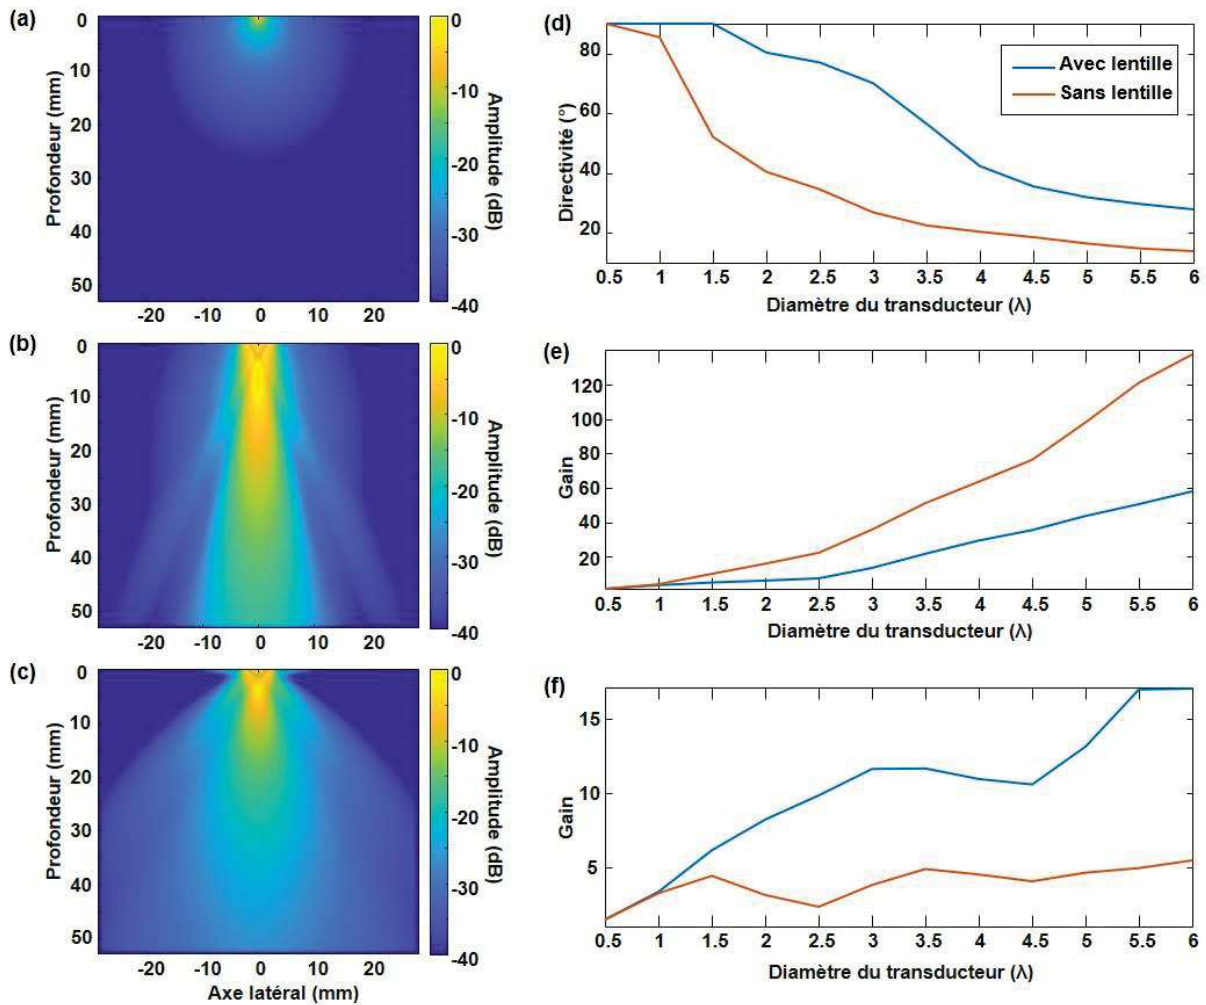 (a)
0
10
20
30
40
50
Profondeur (mm)
-20 -10 0 10 20
0
-10
-20
-30
-40
Amplitude (dB)
(b)
0
10
20
30
40
50
Profondeur (mm)
-20 -10 0 10 20
0
-10
-20
-30
-40
Amplitude (dB)
(c)
0
10
20
30
40
50
Profondeur (mm)
-20 -10 0 10 20
Axe latéral (mm)
0
-10
-20
-30
-40
Amplitude (dB)
(d)
80
60
40
20
Directivité (°)
Avec lentille
Sans lentille
0.5 1 1.5 2 2.5 3 3.5 4 4.5 5 5.5 6
Diamètre du transducteur (λ)
(e)
120
100
80
60
40
20
Gain
0.5 1 1.5 2 2.5 3 3.5 4 4.5 5 5.5 6
Diamètre du transducteur (λ)
(f)
15
10
5
Gain
0.5 1 1.5 2 2.5 3 3.5 4 4.5 5 5.5 6
Diamètre du transducteur (λ)